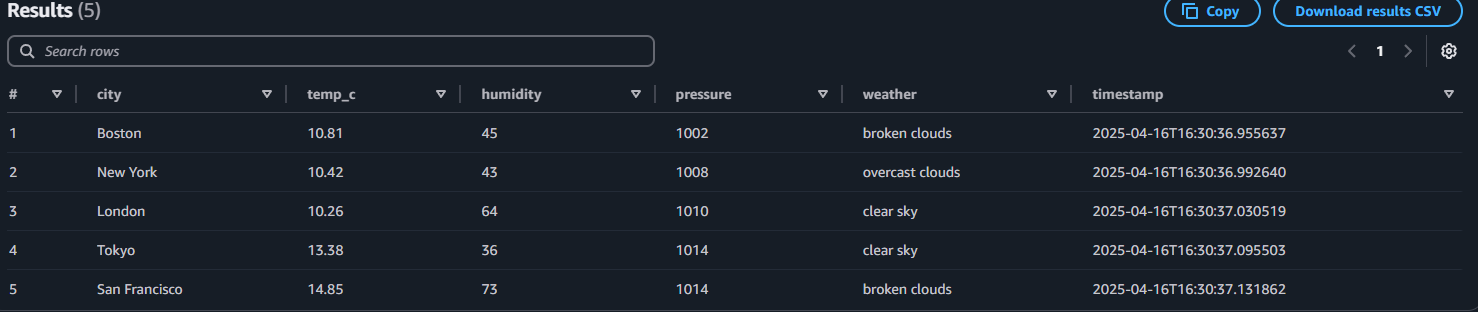 Results (5) Copy Download results CSV
Search rows 1
# city temp_c humidity pressure weather timestamp
1 Boston 10.81 45 1002 broken clouds 2025-04-16T16:30:36.955637
2 New York 10.42 43 1008 overcast clouds 2025-04-16T16:30:36.992640
3 London 10.26 64 1010 clear sky 2025-04-16T16:30:37.030519
4 Tokyo 13.38 36 1014 clear sky 2025-04-16T16:30:37.095503
5 San Francisco 14.85 73 1014 broken clouds 2025-04-16T16:30:37.131862